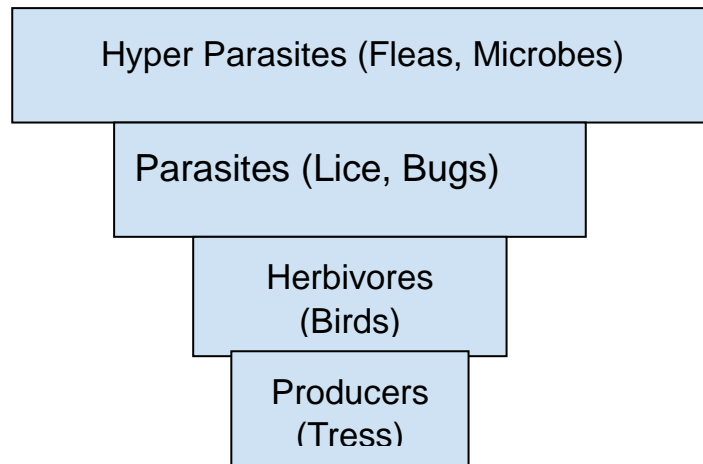 Hyper Parasites (Fleas, Microbes)
Parasites (Lice, Bugs)
Herbivores
(Birds)
Producers
(Tress)